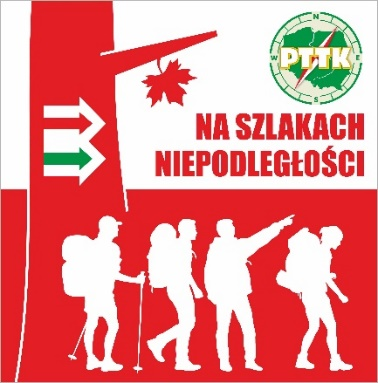 N
W PTTK E
S
NA SZLAKACH
NIEPODLEGŁOŚCI